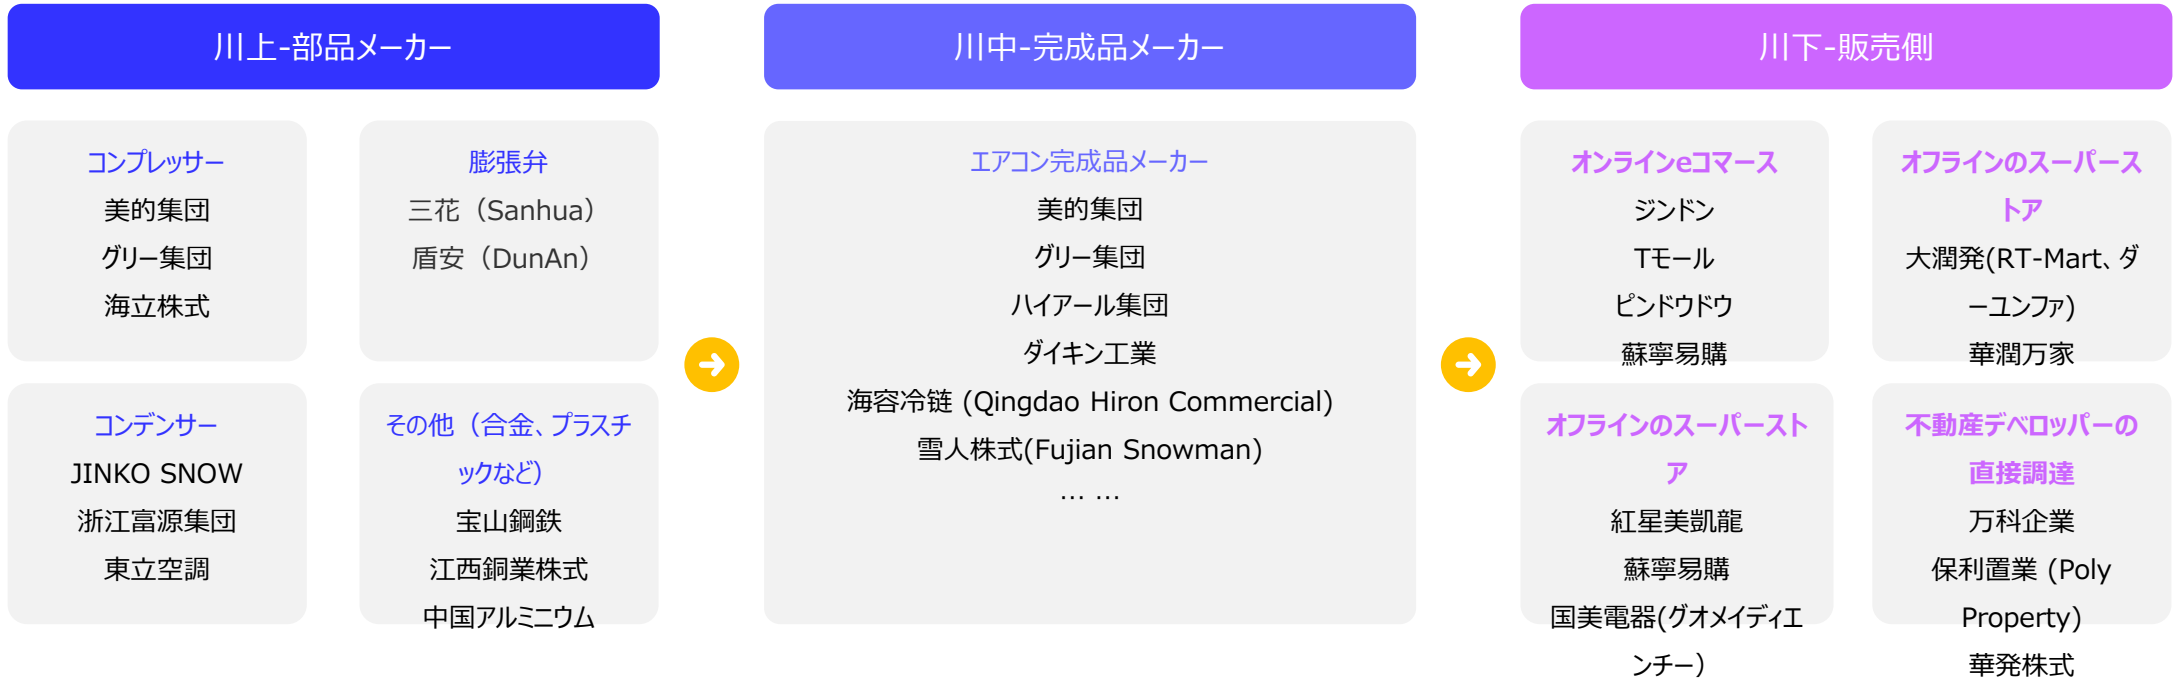 川上-部品メーカー
コンプレッサー
美的集団
グリー集団
海立株式
膨張弁
三花（Sanhua）
盾安（DunAn）
コンデンサー
JINKO SNOW
浙江富源集団
東立空調
その他（合金、プラスチ
ックなど）
宝山鋼鉄
江西銅業株式
中国アルミニウム
川中-完成品メーカー
エアコン完成品メーカー
美的集団
グリー集団
ハイアール集団
ダイキン工業
海容冷链 (Qingdao Hiron Commercial)
雪人株式(Fujian Snowman)
… …
川下-販売側
オンラインeコマース
ジンドン
Tモール
ピンドウドウ
蘇寧易購
オフラインのスーパース
トア
大潤発(RT-Mart、ダ
ーユンファ)
華潤万家
オフラインのスーパースト
ア
紅星美凱龍
蘇寧易購
国美電器(グオメイディエ
ンチー）
不動産デベロッパーの
直接調達
万科企業
保利置業 (Poly
Property)
華発株式